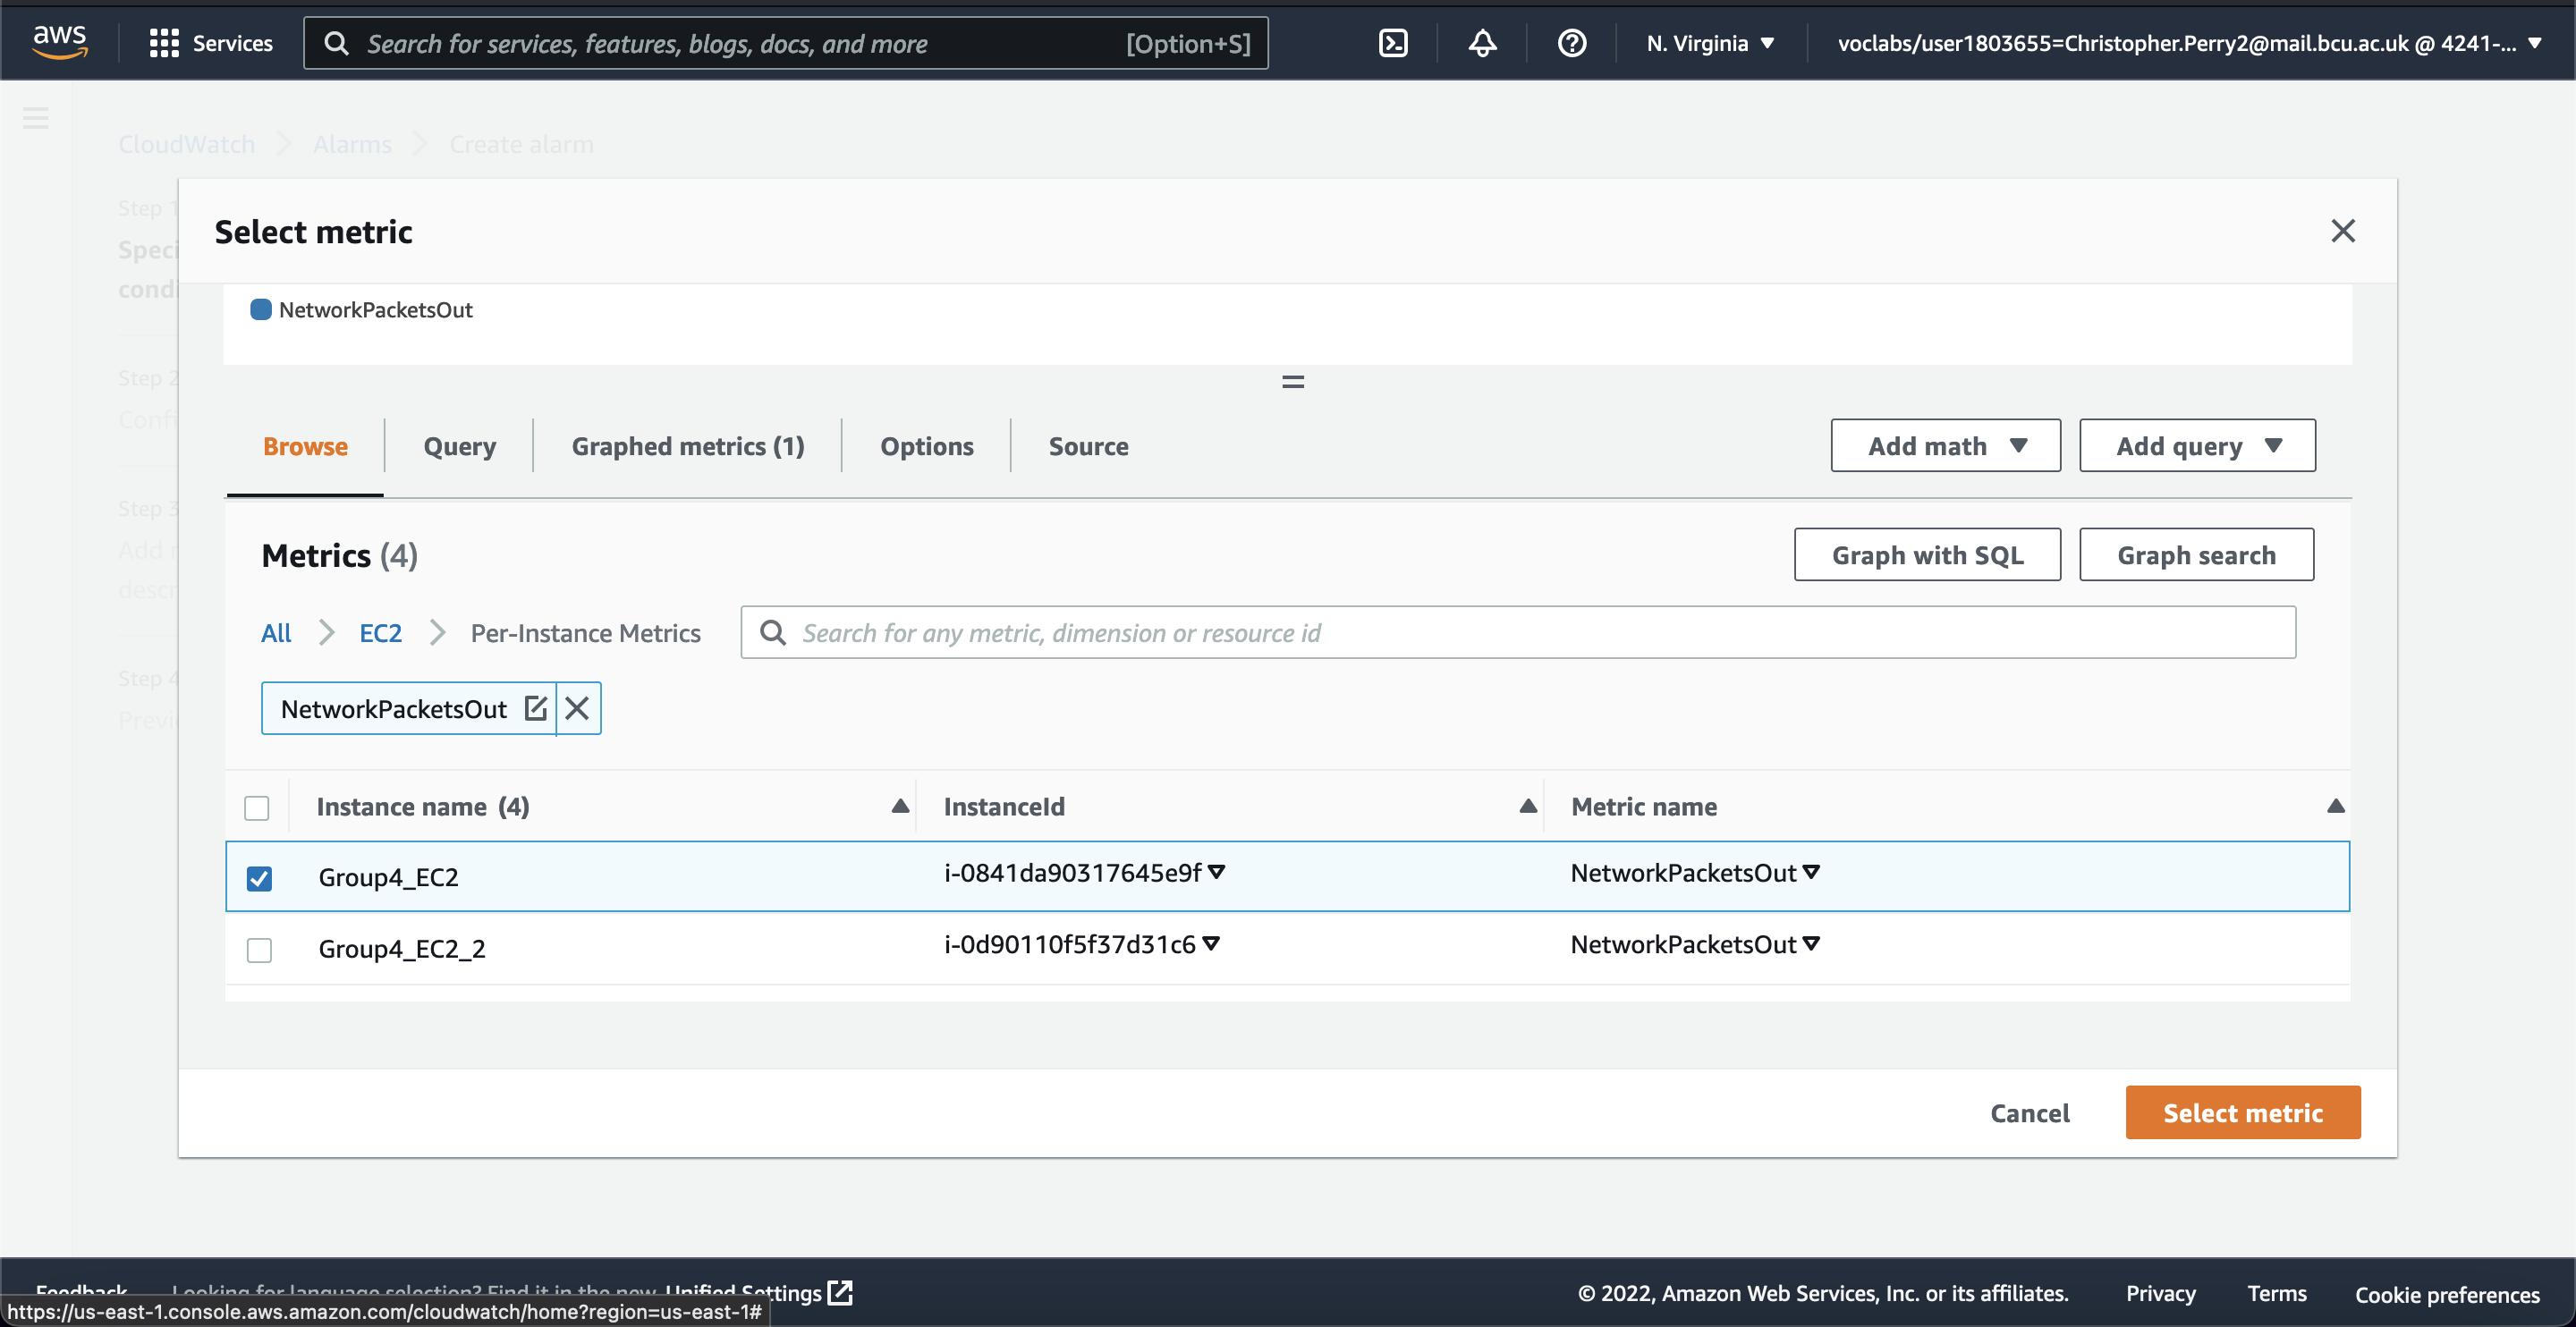 aws Services Search for services, features, blogs, docs, and more [Option+S] N. Virginia voclabs/user1803655=Christopher.Perry2@mail.bcu.ac.uk @ 4241-...
CloudWatch Alarms Create alarm
Step 1
Speci
condi
Step 2
Confi
Step 3
Add
descr
Step 4
Previ
Select metric
NetworkPacketsOut
Browse Query Graphed metrics (1) Options Source Add math Add query
Metrics (4) Graph with SQL Graph search
All EC2 Per-Instance Metrics Search for any metric, dimension or resource id
NetworkPacketsOut
Instance name (4) InstanceId Metric name
Group4_EC2 i-0841da90317645e9f NetworkPacketsOut
Group4_EC2_2 i-0d90110f5f37d31c6 NetworkPacketsOut
Cancel Select metric
Feedback Looking for language selection? Find it in the new Unified Settings © 2022, Amazon Web Services, Inc. or its affiliates. Privacy Terms Cookie preferences
https://us-east-1.console.aws.amazon.com/cloudwatch/home?region=us-east-1#